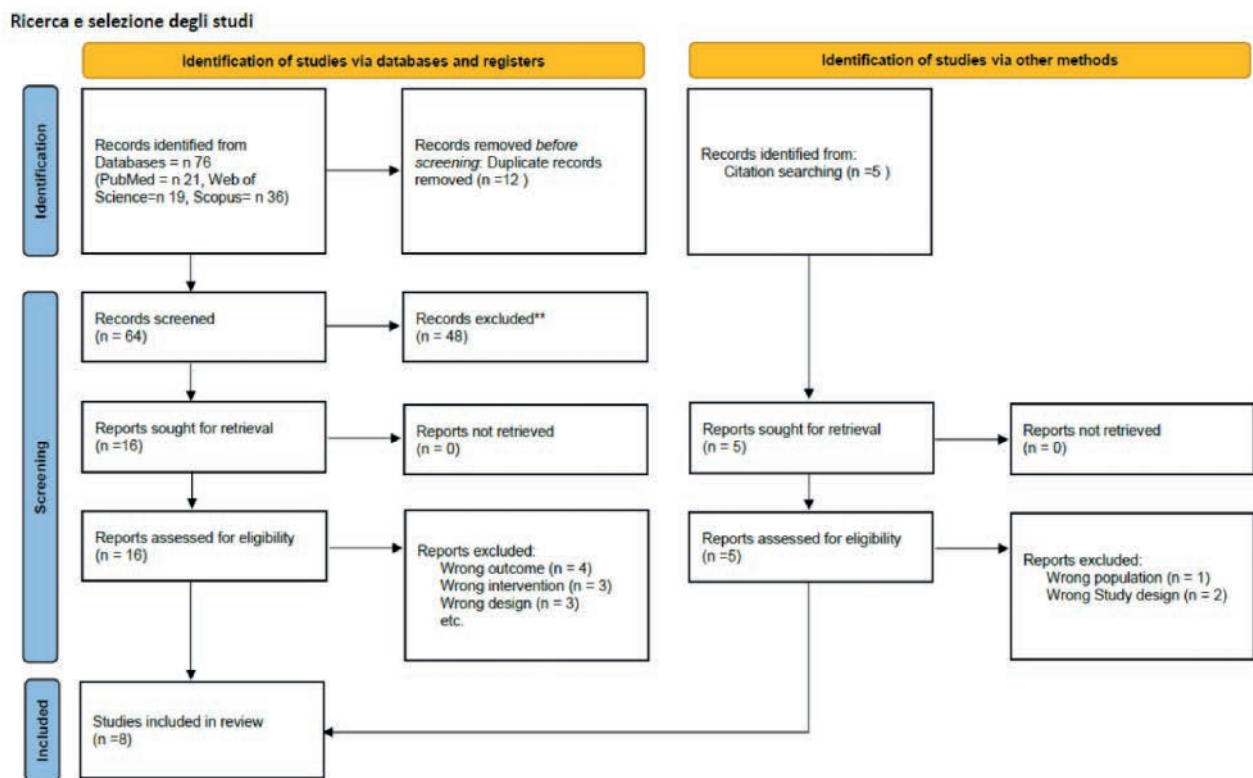 Ricerca e selezione degli studi
Identification of studies via databases and registers
Identification of studies via other methods
Identification
Records identified from
Databases = n 76
(PubMed = n 21, Web of
Science=n 19, Scopus= n 36)
Records removed before
screening: Duplicate records
removed (n =12 )
Records identified from:
Citation searching (n =5 )
Screening
Records screened
(n = 64)
Records excluded**
(n = 48)
Reports sought for retrieval
(n =16)
Reports not retrieved
(n = 0)
Reports sought for retrieval
(n = 5)
Reports not retrieved
(n = 0)
Reports assessed for eligibility
(n = 16)
Reports excluded:
Wrong outcome (n = 4)
Wrong intervention (n = 3)
Wrong design (n = 3)
etc.
Reports assessed for eligibility
(n =5)
Reports excluded:
Wrong population (n = 1)
Wrong Study design (n = 2)
Included
Studies included in review
(n =8)